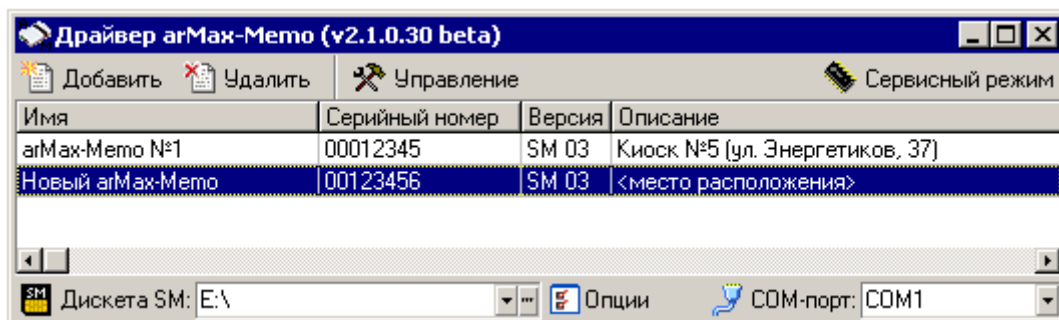 Драйвер arMax-Memo (v2.1.0.30 beta)
Добавить Удалить Управление Сервисный режим
Имя Серийный номер Версия Описание
arMax-Memo №1 00012345 SM 03 Киоск №5 (ул. Энергетиков, 37)
Новый arMax-Memo 00123456 SM 03 <место расположения>
SM Дискета SM: E:\ ... Опции COM-порт: COM1